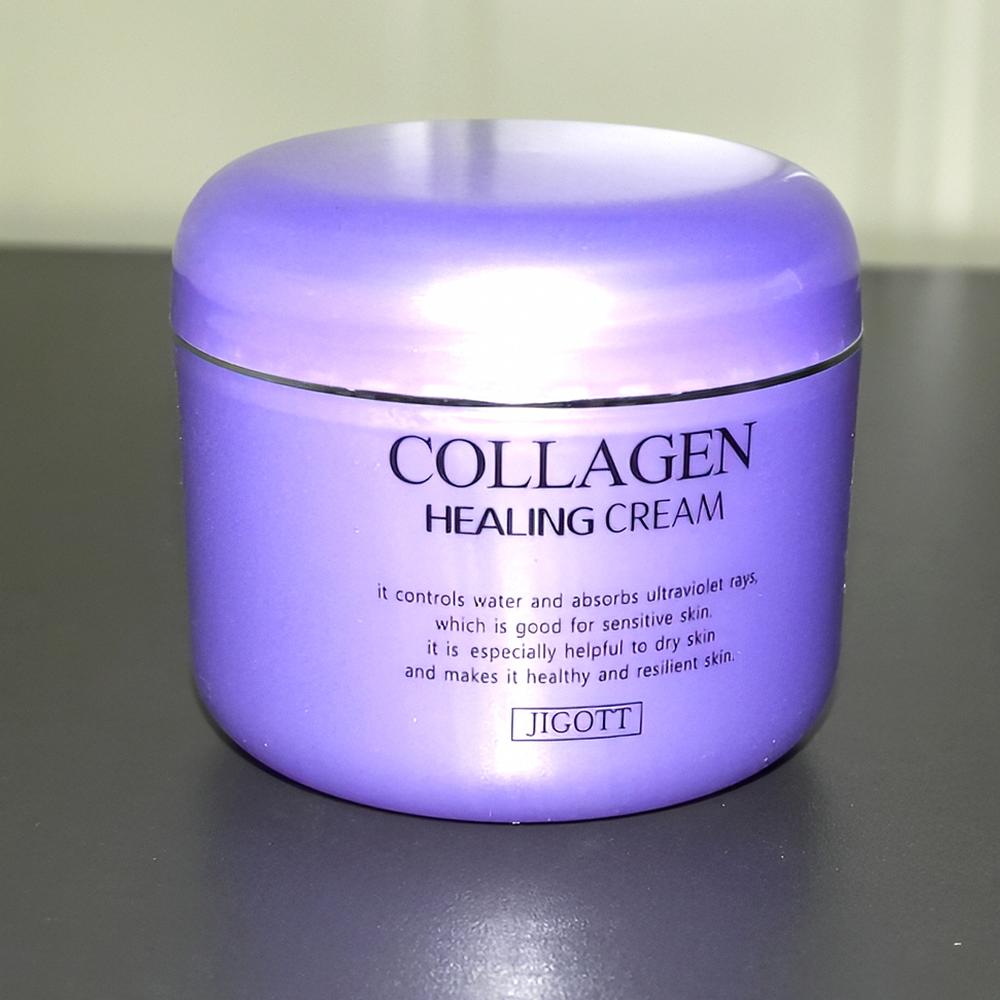 COLLAGEN
HEALING CREAM
it controls water and absorbs ultraviolet rays,
which is good for sensitive skin.
it is especially helpful to dry skin
and makes it healthy and resilient skin.
JIGOTT